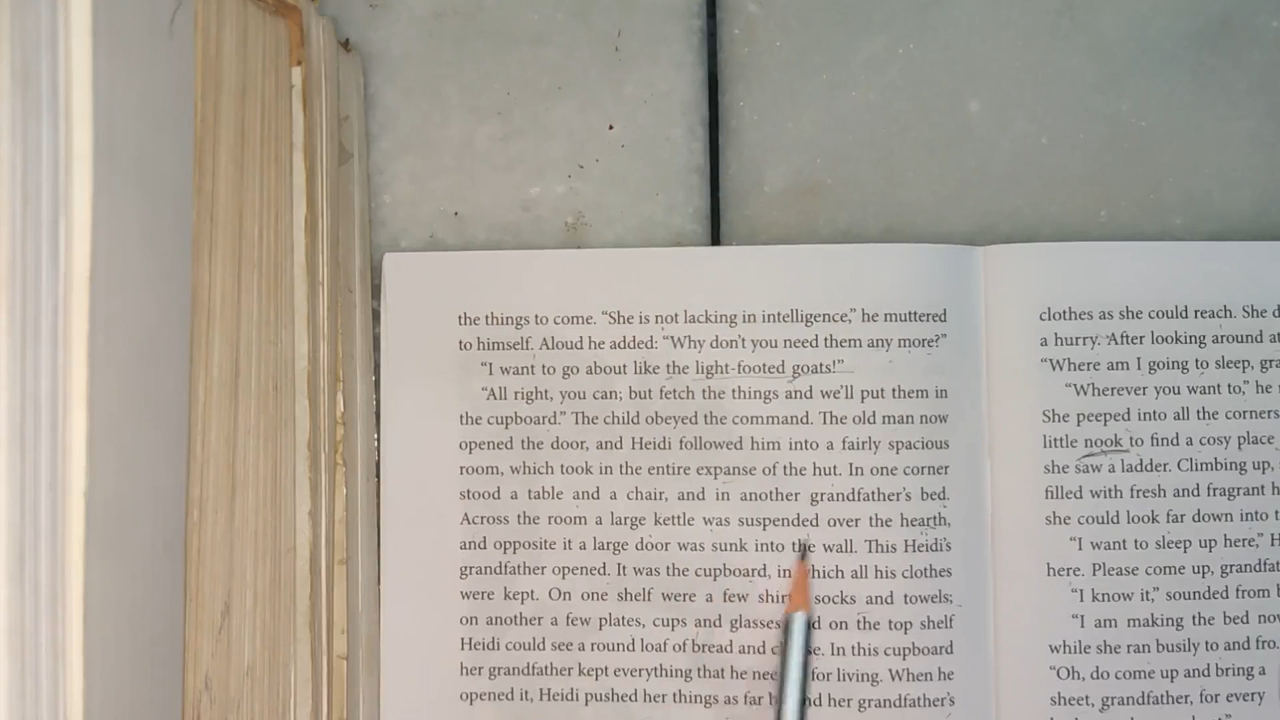 the things to come. “She is not lacking in intelligence,” he muttered
to himself. Aloud he added: “Why don’t you need them any more?”
“I want to go about like the light-footed goats!”
“All right, you can; but fetch the things and we’ll put them in
the cupboard.” The child obeyed the command. The old man now
opened the door, and Heidi followed him into a fairly spacious
room, which took in the entire expanse of the hut. In one corner
stood a table and a chair, and in another grandfather’s bed.
Across the room a large kettle was suspended over the hearth,
and opposite it a large door was sunk into the wall. This Heidi’s
grandfather opened. It was the cupboard, in which all his clothes
were kept. On one shelf were a few socks and towels;
on another a few plates, cups and glasses on the top shelf
Heidi could see a round loaf of bread and In this cupboard
her grandfather kept everything that he for living. When he
opened it, Heidi pushed her things as far her grandfather’s
clothes as she could reach. She
a hurry. After looking around
“Where am I going to sleep,
“Wherever you want to,” he
She peeped into all the corners
little nook to find a cosy place
she saw a ladder. Climbing up,
filled with fresh and fragrant
she could look far down into
“I want to sleep up here,”
here. Please come up,
“I know it,” sounded from
“I am making the bed
while she ran busily to and fro.
“Oh, do come up and bring a
sheet, grandfather, for every